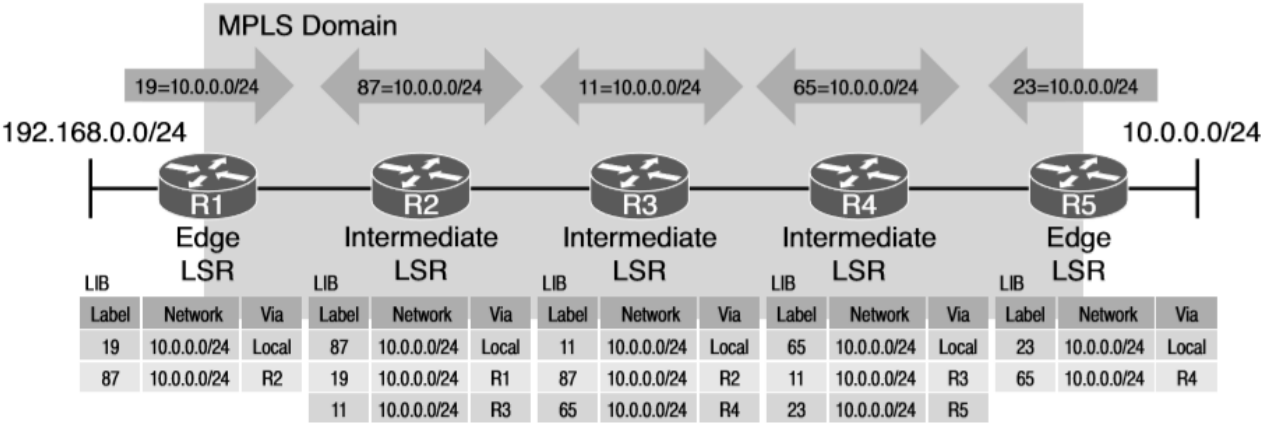 MPLS Domain
19=10.0.0.0/24 87=10.0.0.0/24 11=10.0.0.0/24 65=10.0.0.0/24 23=10.0.0.0/24
192.168.0.0/24 10.0.0.0/24
R1 R2 R3 R4 R5
Edge LSR
Intermediate LSR
Intermediate LSR
Intermediate LSR
Edge LSR
LIB
Label Network Via
19 10.0.0.0/24 Local
87 10.0.0.0/24 R2
LIB
Label Network Via
87 10.0.0.0/24 Local
19 10.0.0.0/24 R1
11 10.0.0.0/24 R3
LIB
Label Network Via
11 10.0.0.0/24 Local
87 10.0.0.0/24 R2
65 10.0.0.0/24 R4
LIB
Label Network Via
65 10.0.0.0/24 Local
11 10.0.0.0/24 R3
23 10.0.0.0/24 R5
LIB
Label Network Via
23 10.0.0.0/24 Local
65 10.0.0.0/24 R4